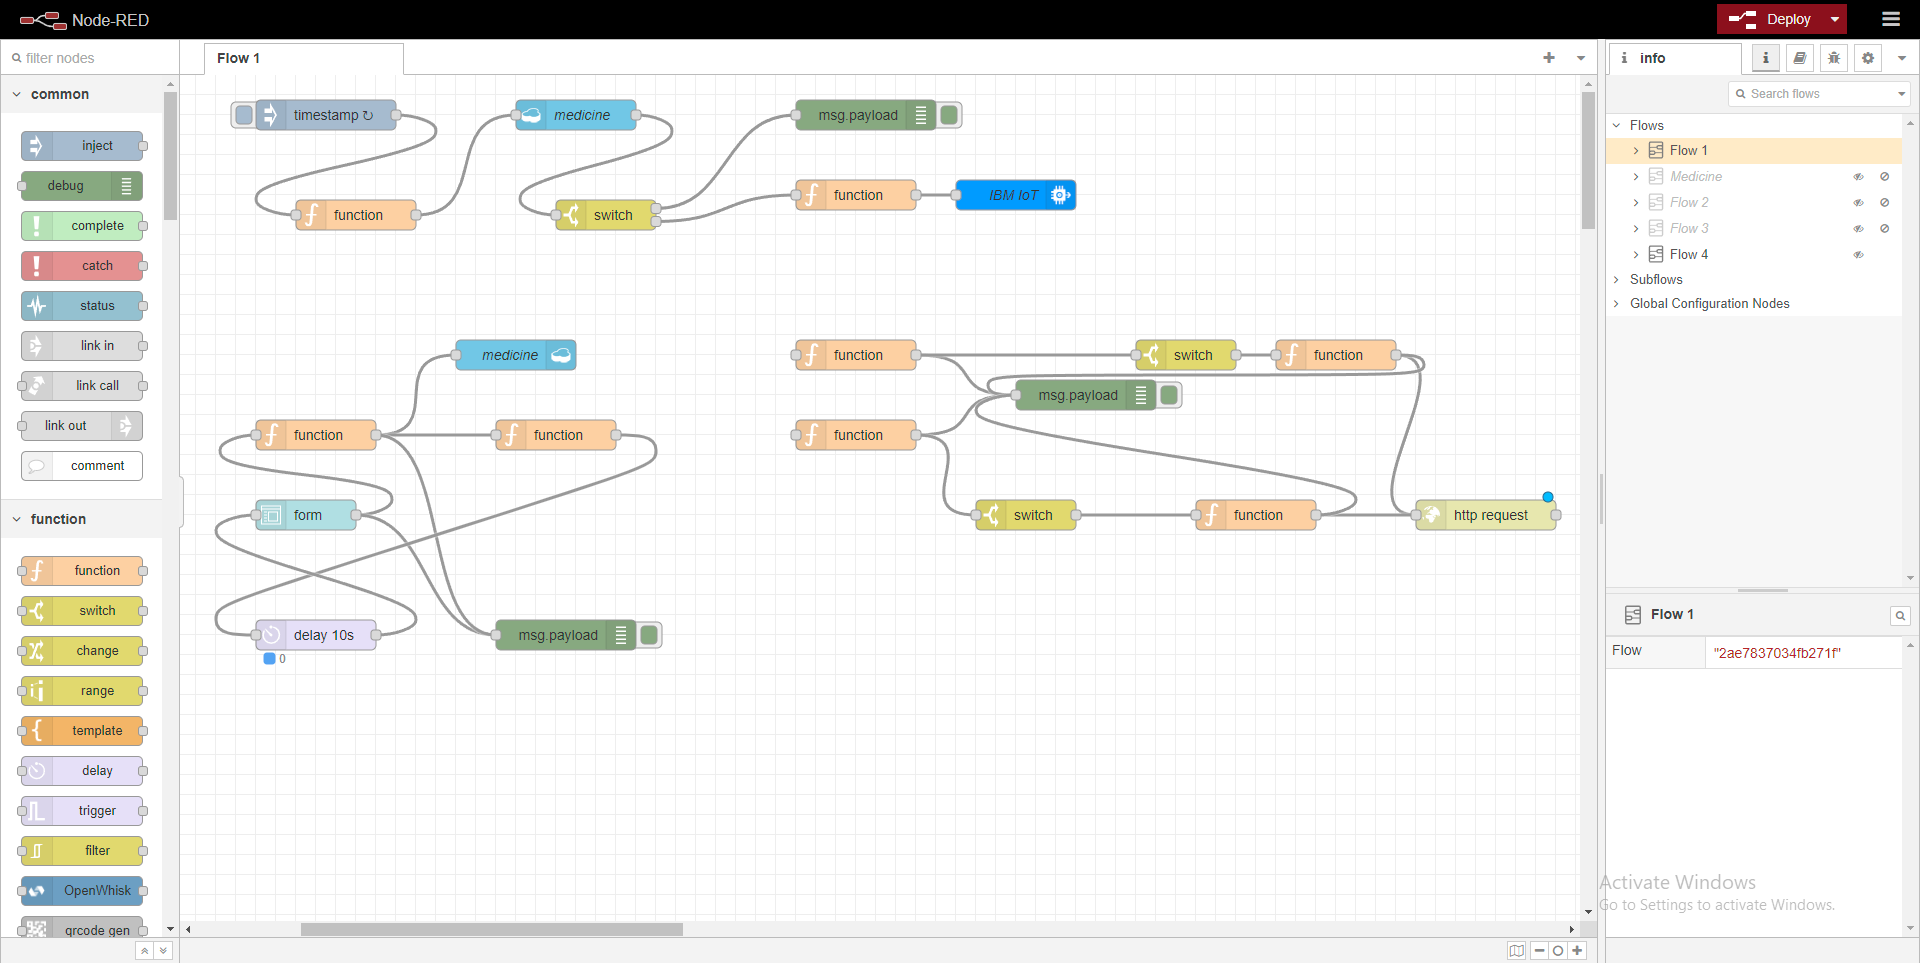 Node-RED
Deploy
filter nodes
Flow 1
info
Search flows
common
inject
debug
complete
catch
status
link in
link call
link out
comment
function
function
switch
change
range
template
delay
trigger
filter
OpenWhisk
qrcode gen
timestamp ↻
medicine
msg.payload
function
switch
function
IBM IoT
medicine
function
switch
function
msg.payload
function
function
function
form
switch
function
http request
delay 10s
0
msg.payload
Flows
Flow 1
Medicine
Flow 2
Flow 3
Flow 4
Subflows
Global Configuration Nodes
Flow 1
Flow
"2ae7837034fb271f"
Activate Windows
Go to Settings to activate Windows.